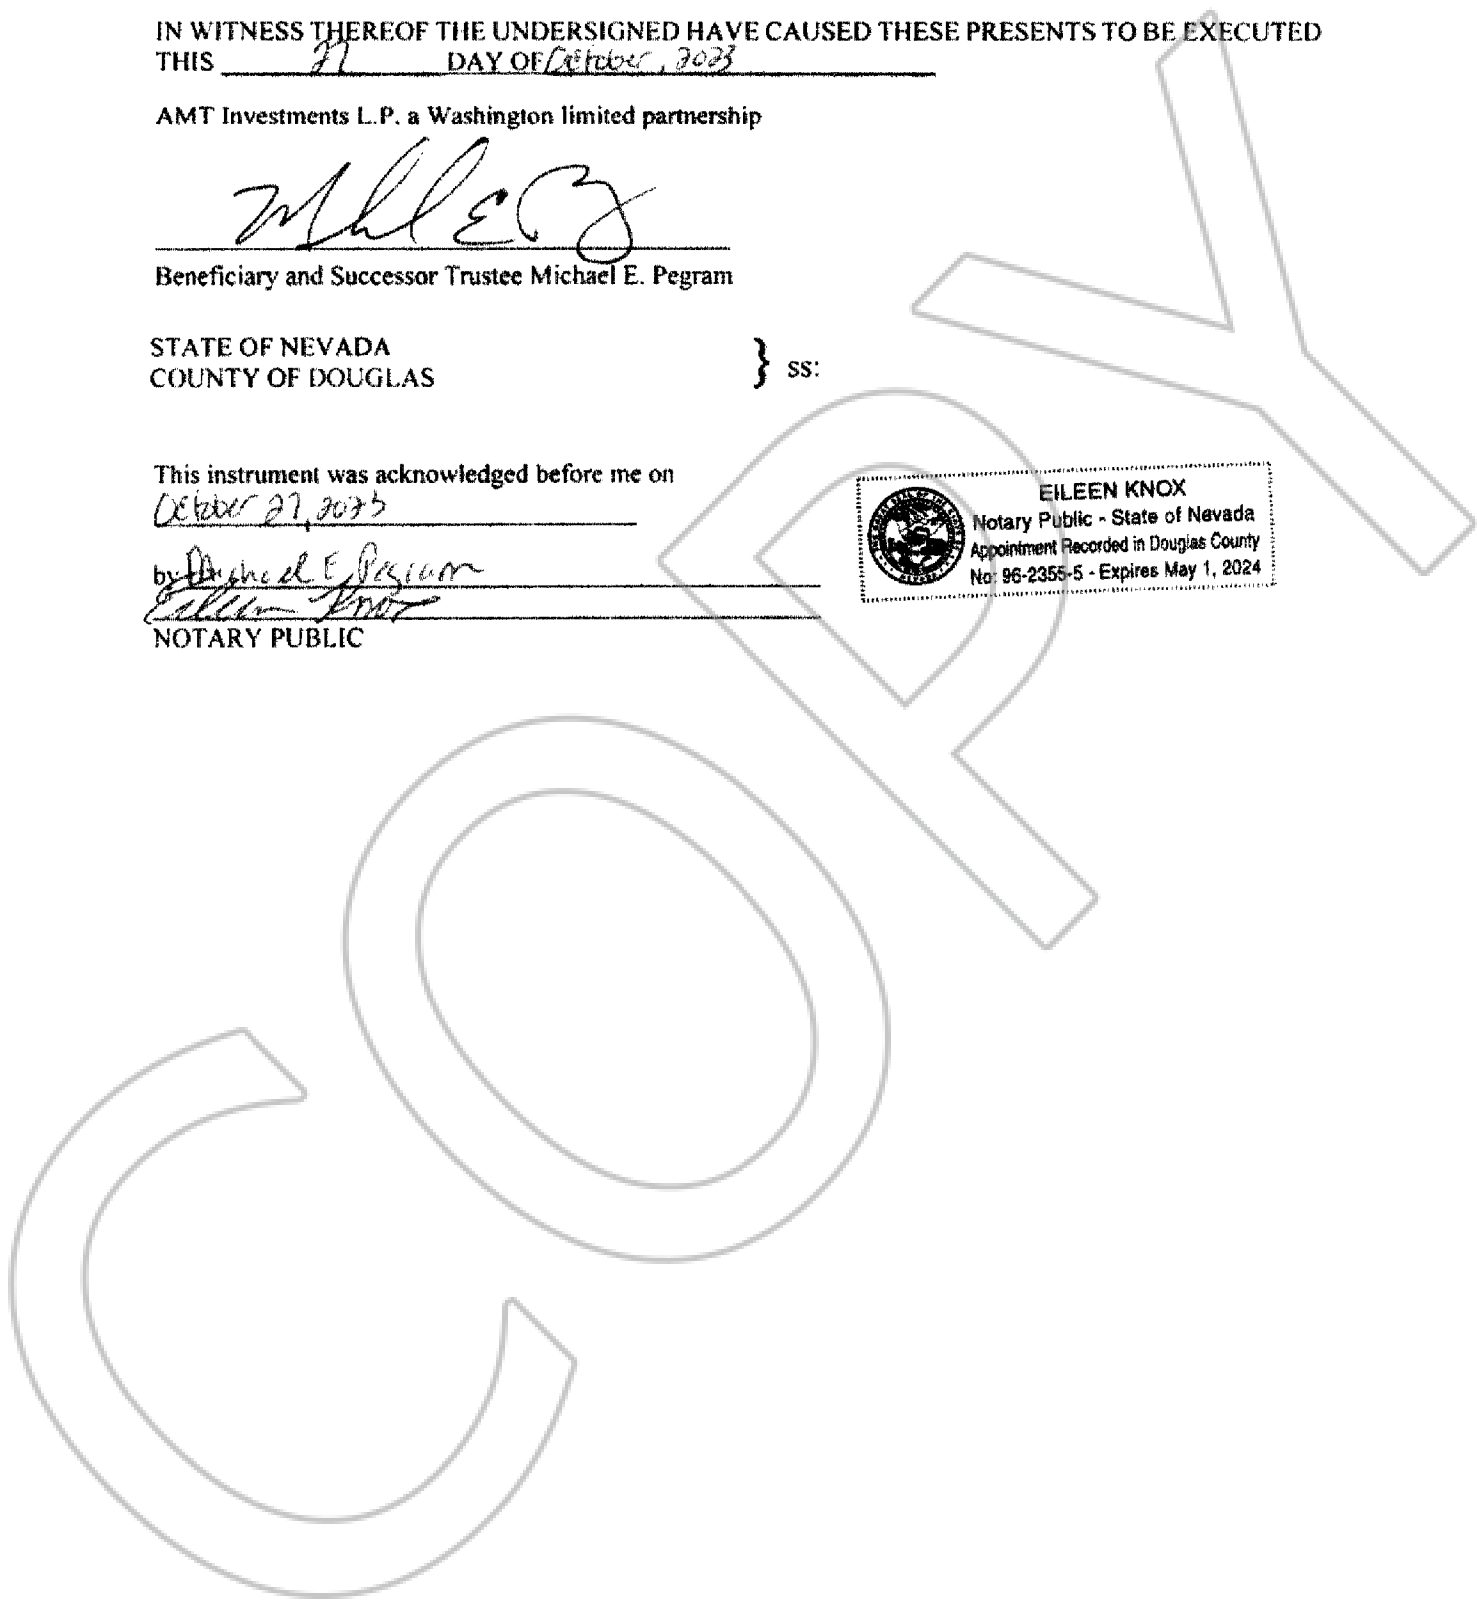 IN WITNESS THEREOF THE UNDERSIGNED HAVE CAUSED THESE PRESENTS TO BE EXECUTED
THIS 27 DAY OF October, 2023
AMT Investments L.P. a Washington limited partnership
Beneficiary and Successor Trustee Michael E. Pegram
STATE OF NEVADA
COUNTY OF DOUGLAS
} ss:
This instrument was acknowledged before me on
October 27, 2023
by Michael E. Pegram
Eileen Knox
NOTARY PUBLIC
EILEEN KNOX
Notary Public - State of Nevada
Appointment Recorded in Douglas County
No: 96-2355-5 - Expires May 1, 2024
COPY